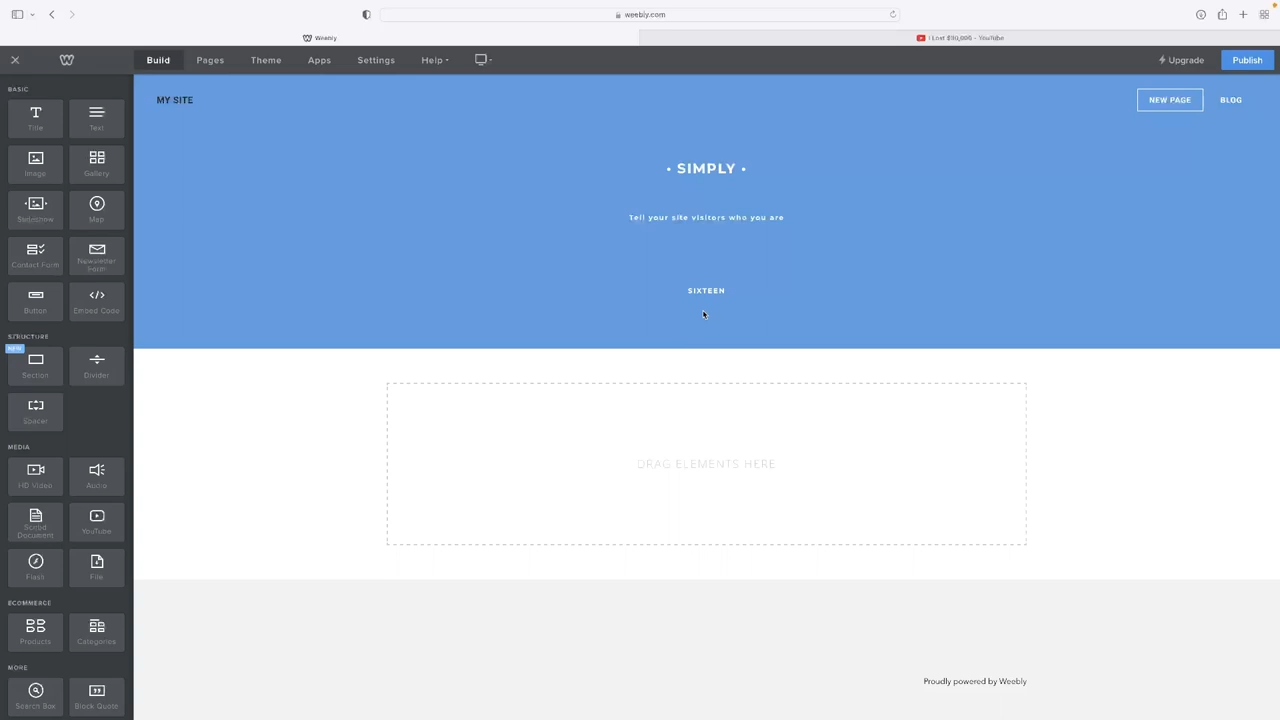 weebly.com
Weebly
YouTube
Build
Pages
Theme
Apps
Settings
Help
Upgrade
Publish
BASIC
Title
Text
Image
Gallery
Slideshow
Map
Contact Form
Newsletter
Form
Button
Embed Code
STRUCTURE
NEW
Section
Divider
Spacer
MEDIA
HD Video
Audio
Scribd
Document
YouTube
Flash
File
ECOMMERCE
Products
Categories
MORE
Search Box
Block Quote
MY SITE
NEW PAGE
BLOG
• SIMPLY •
Tell your site visitors who you are
SIXTEEN
DRAG ELEMENTS HERE
Proudly powered by Weebly